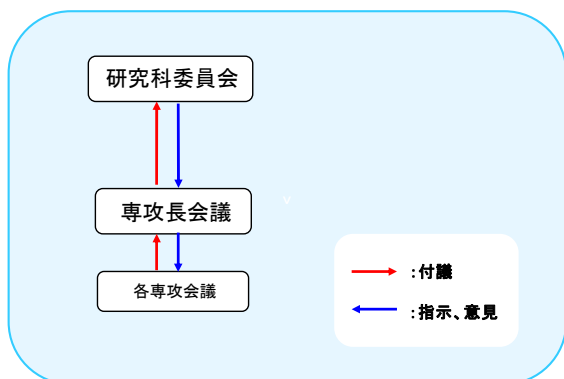 研究科委員会
専攻長会議
各専攻会議
：付議
：指示、意見